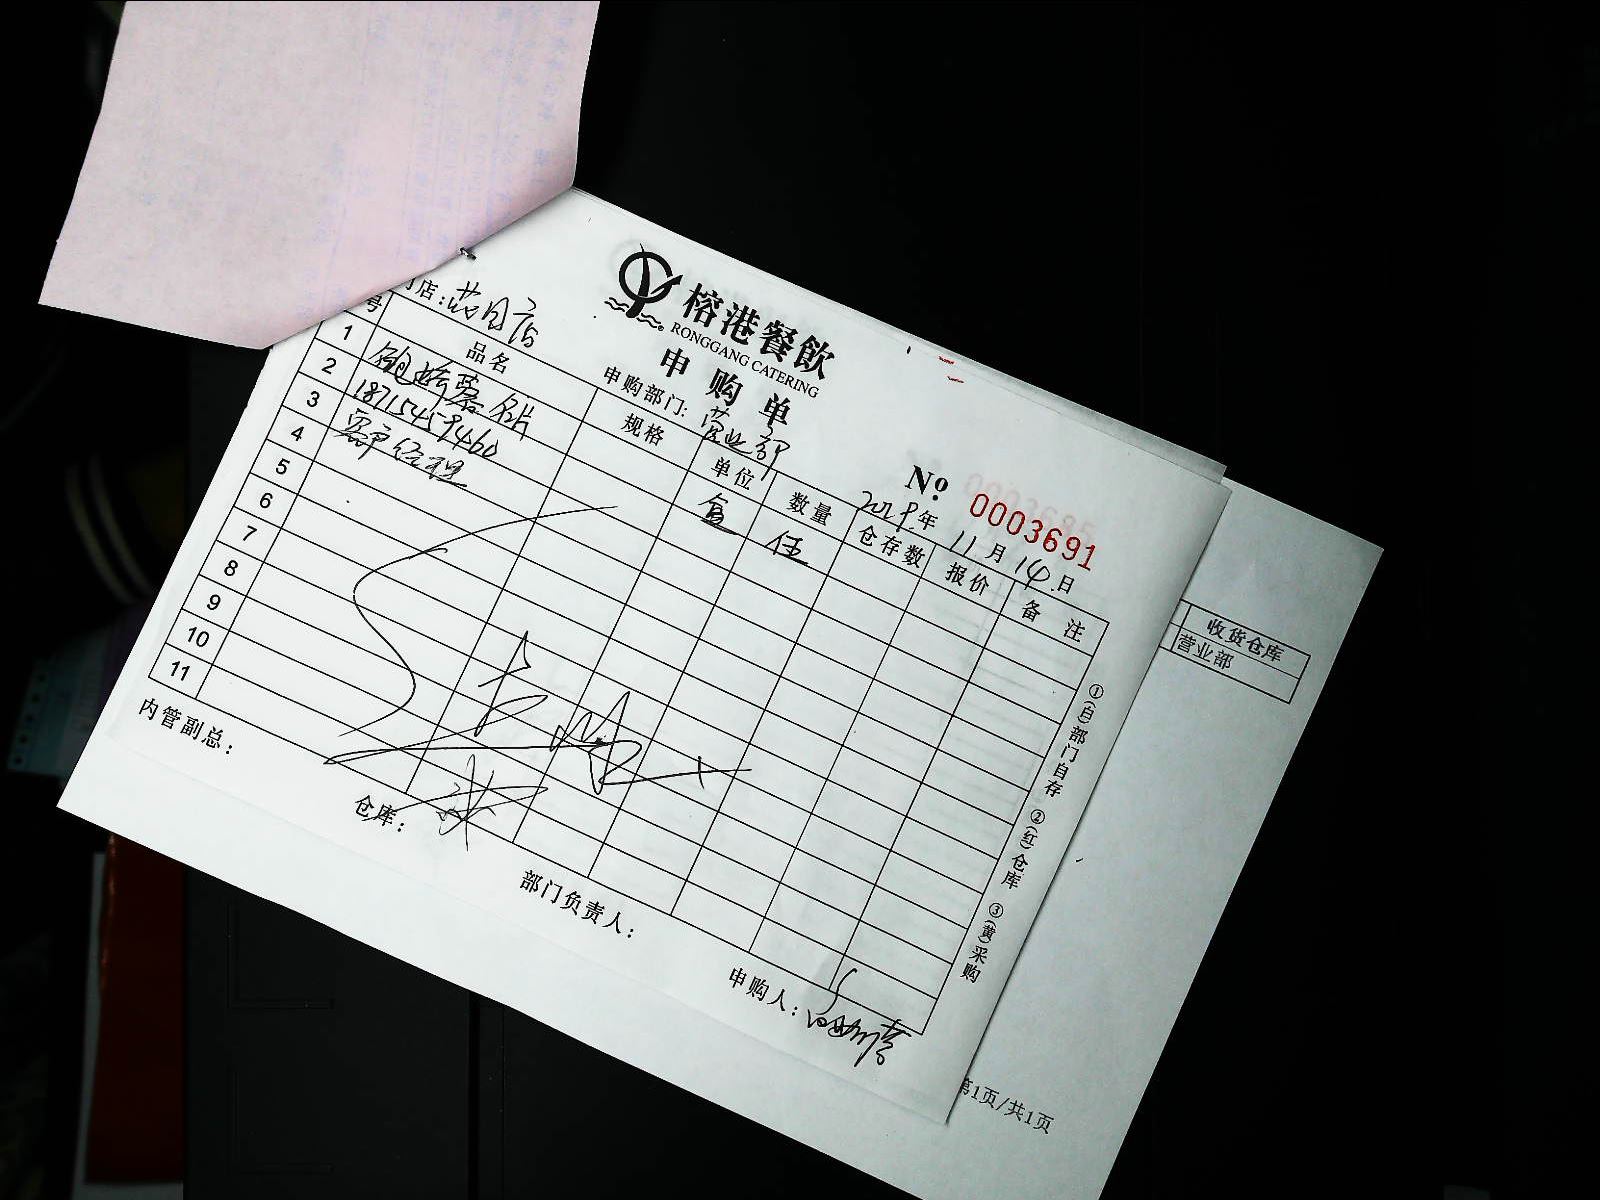 榕港餐飲
RONGGANG CATERING
申购单
店:芸目店
申购部门:营业部
№ 0003691
2019年11月14日
号 品名 规格 单位 数量 仓存数 报价 备注
1 名片 盒 伍
2 18715459460
3 客户经理
4
5
6
7
8
9
10
11
①(白)部门自存 ②(红)仓库 ③(黄)采购
内管副总:
仓库:
部门负责人:
申购人:
收货仓库
营业部
第1页/共1页